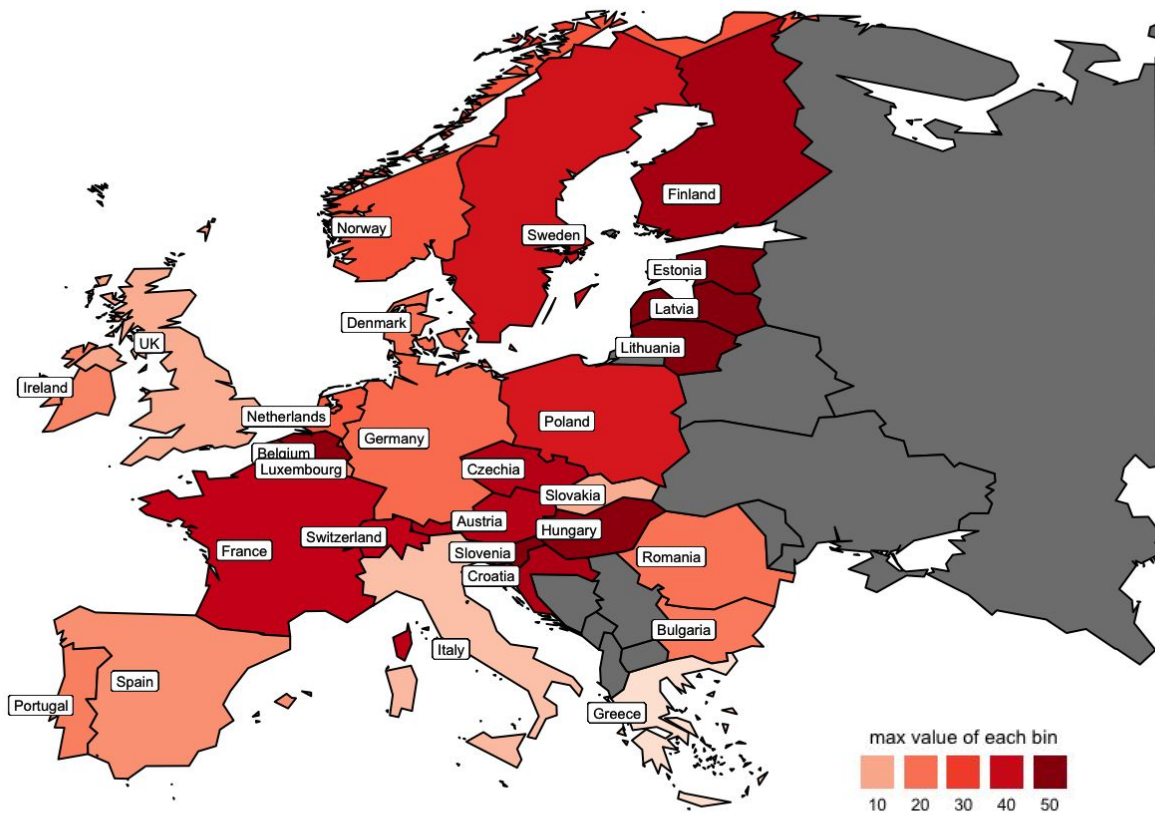 Norway
Sweden
Finland
Estonia
Latvia
Lithuania
Denmark
UK
Ireland
Netherlands
Germany
Poland
Belgium
Luxembourg
Czechia
Slovakia
Austria
Hungary
Switzerland
France
Slovenia
Croatia
Romania
Bulgaria
Italy
Spain
Portugal
Greece
max value of each bin
10 20 30 40 50